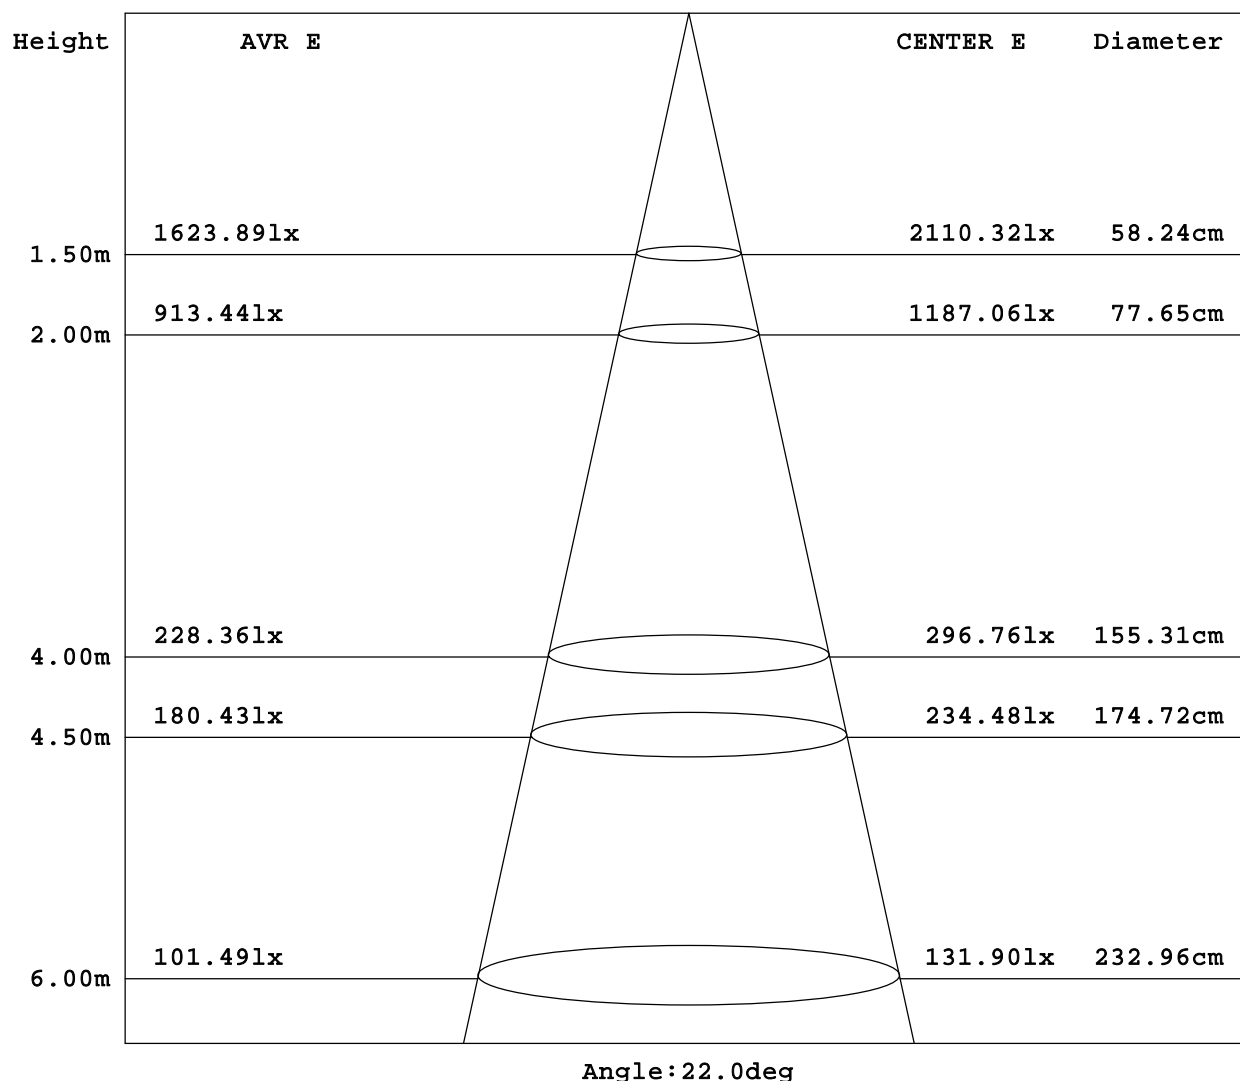 Height AVR E CENTER E Diameter
1623.89lx 2110.32lx 58.24cm
1.50m
913.44lx 1187.06lx 77.65cm
2.00m
228.36lx 296.76lx 155.31cm
4.00m
180.43lx 234.48lx 174.72cm
4.50m
101.49lx 131.90lx 232.96cm
6.00m
Angle:22.0deg